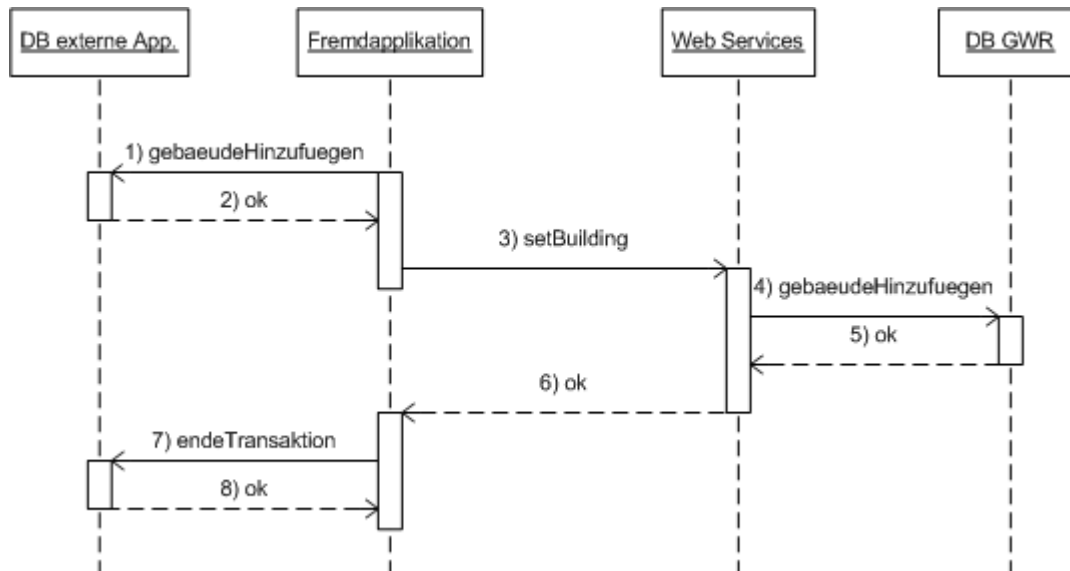 DB externe App.
Fremdapplikation
Web Services
DB GWR
1) gebaeudeHinzufuegen
2) ok
3) setBuilding
4) gebaeudeHinzufuegen
5) ok
6) ok
7) endeTransaktion
8) ok